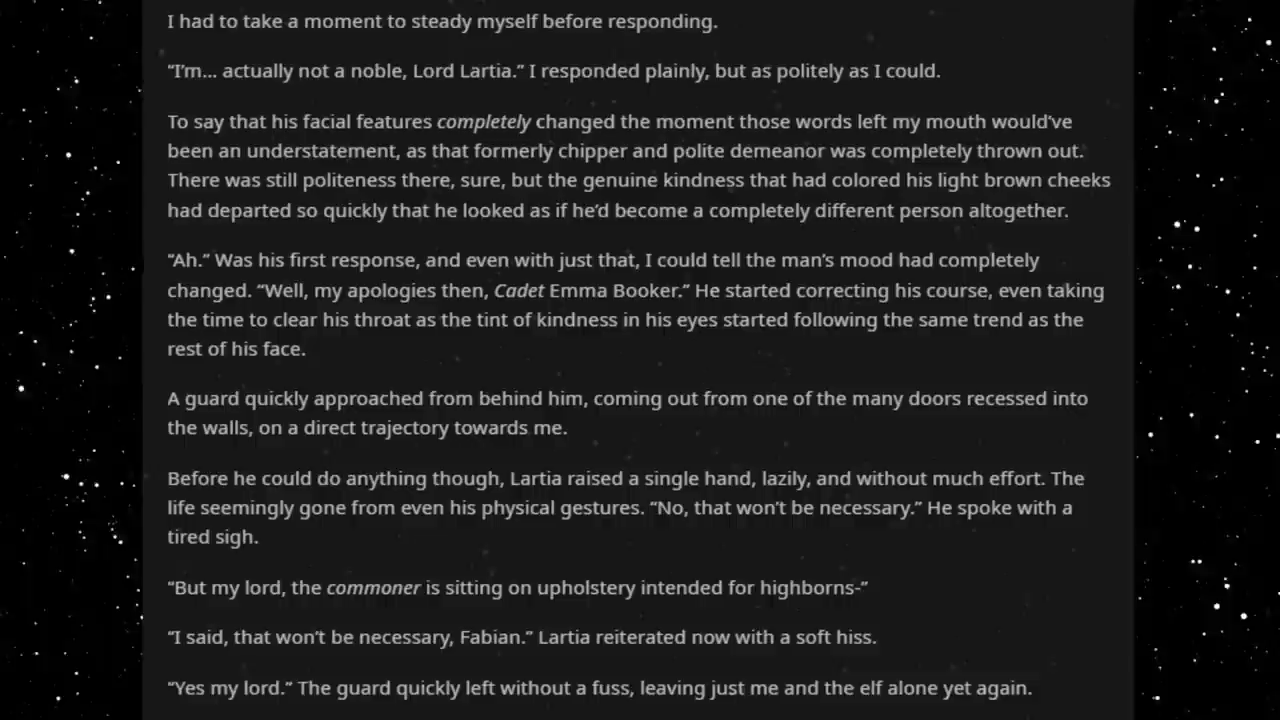 I had to take a moment to steady myself before responding.
“I’m... actually not a noble, Lord Lartia.” I responded plainly, but as politely as I could.
To say that his facial features completely changed the moment those words left my mouth would’ve
been an understatement, as that formerly chipper and polite demeanor was completely thrown out.
There was still politeness there, sure, but the genuine kindness that had colored his light brown cheeks
had departed so quickly that he looked as if he’d become a completely different person altogether.
“Ah.” Was his first response, and even with just that, I could tell the man’s mood had completely
changed. “Well, my apologies then, Cadet Emma Booker.” He started correcting his course, even taking
the time to clear his throat as the tint of kindness in his eyes started following the same trend as the
rest of his face.
A guard quickly approached from behind him, coming out from one of the many doors recessed into
the walls, on a direct trajectory towards me.
Before he could do anything though, Lartia raised a single hand, lazily, and without much effort. The
life seemingly gone from even his physical gestures. “No, that won’t be necessary.” He spoke with a
tired sigh.
“But my lord, the commoner is sitting on upholstery intended for highborns-”
“I said, that won’t be necessary, Fabian.” Lartia reiterated now with a soft hiss.
“Yes my lord.” The guard quickly left without a fuss, leaving just me and the elf alone yet again.